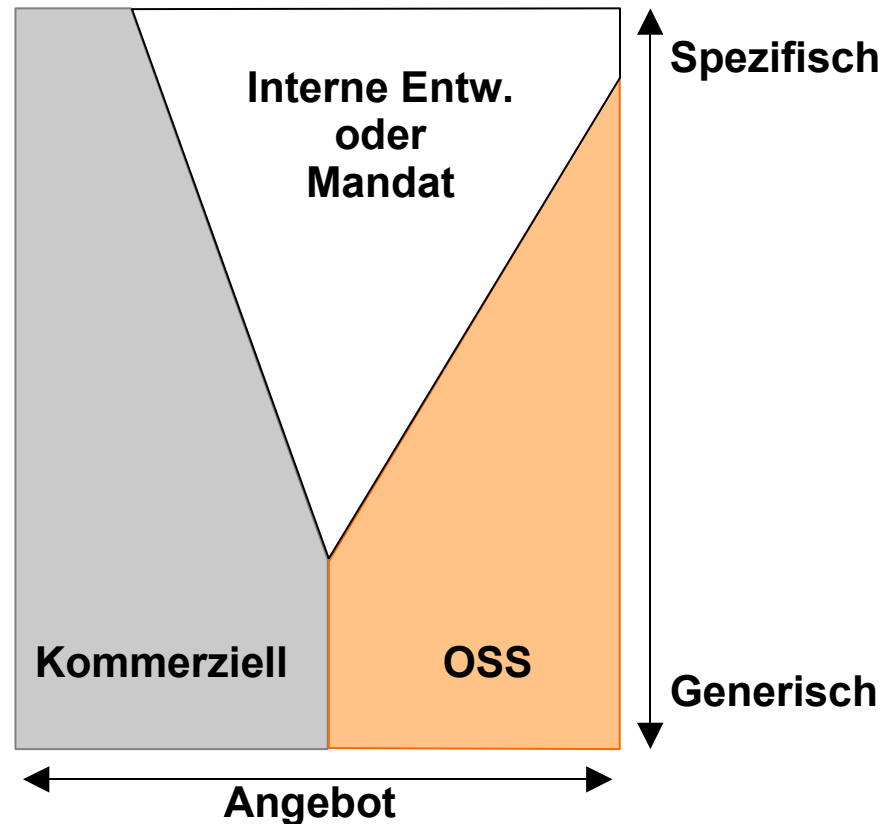 Spezifisch
Interne Entw.
oder
Mandat
Kommerziell
OSS
Generisch
Angebot